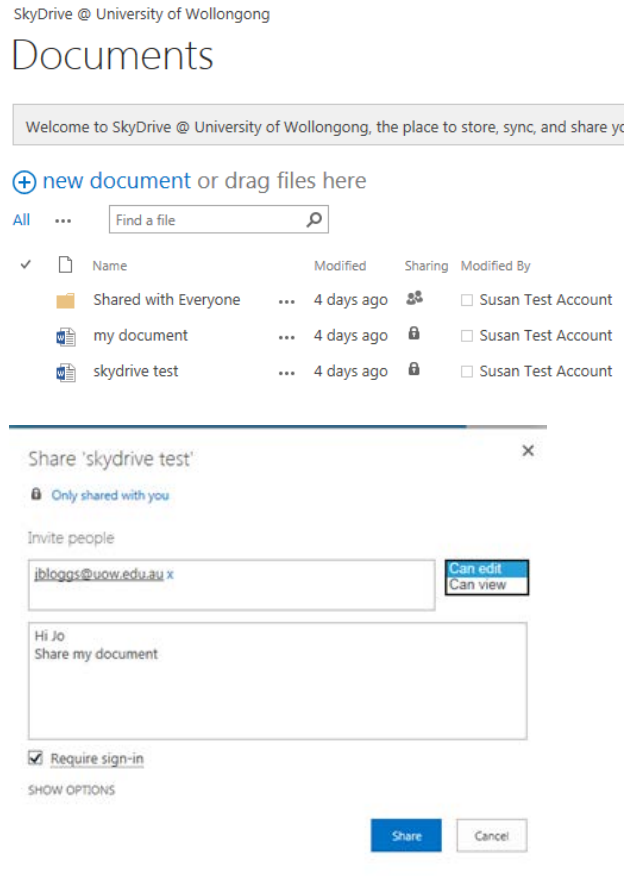 SkyDrive @ University of Wollongong
Documents
Welcome to SkyDrive @ University of Wollongong, the place to store, sync, and share yo
new document or drag files here
All ••• Find a file
Name Modified Sharing Modified By
Shared with Everyone ••• 4 days ago Susan Test Account
my document ••• 4 days ago Susan Test Account
skydrive test ••• 4 days ago Susan Test Account
Share 'skydrive test'
Only shared with you
Invite people
jbloggs@uow.edu.au x
Can edit
Can view
Hi Jo
Share my document
Require sign-in
SHOW OPTIONS
Share Cancel